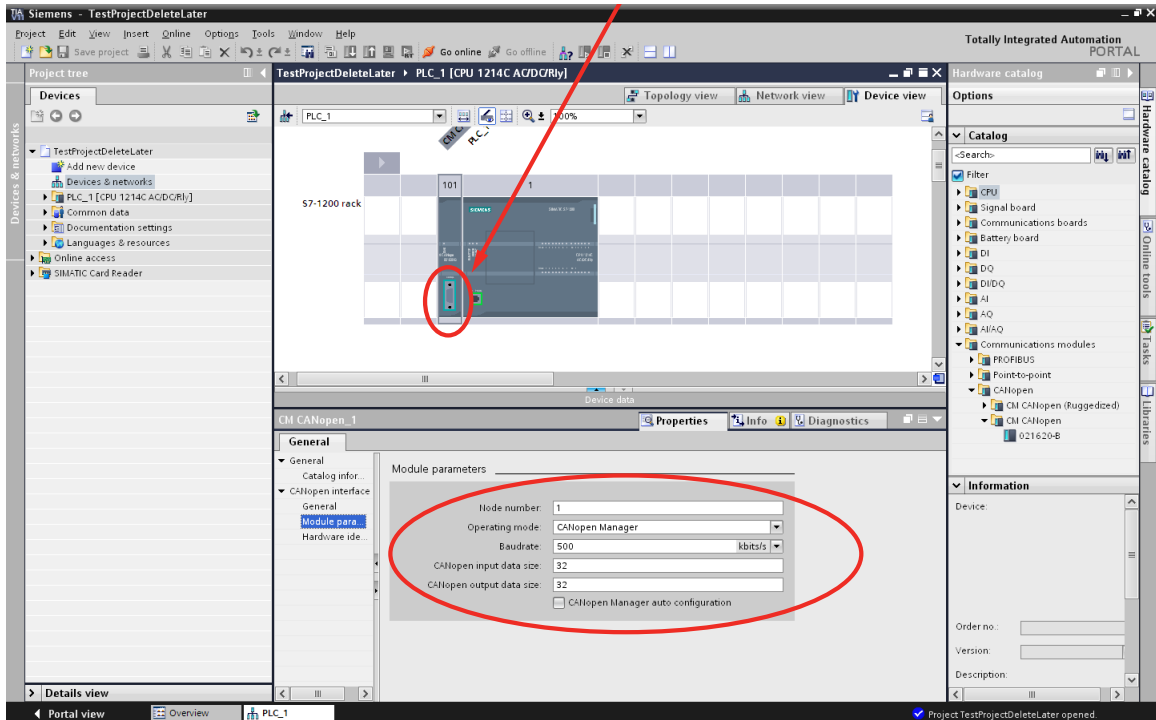 Siemens - TestProjectDeleteLater
Project Edit View Insert Online Options Tools Window Help
Totally Integrated Automation
PORTAL
Save project
Go online
Go offline
Project tree
TestProjectDeleteLater
PLC_1 [CPU 1214C AC/DC/Rly]
Hardware catalog
Devices
Topology view
Network view
Device view
Options
PLC_1
100%
CM C
PLC_1
TestProjectDeleteLater
Add new device
Devices & networks
PLC_1 [CPU 1214C AC/DC/Rly]
Common data
Documentation settings
Languages & resources
Online access
SIMATIC Card Reader
Devices & networks
S7-1200 rack
101
1
SIEMENS
SIMATIC S7-1200
Catalog
<Search>
Filter
CPU
Signal board
Communications boards
Battery board
DI
DQ
DI/DQ
AI
AQ
AI/AQ
Communications modules
PROFIBUS
Point-to-point
CANopen
CM CANopen (Ruggedized)
CM CANopen
021620-B
Hardware catalog
Online tools
Tasks
Libraries
Device data
CM CANopen_1
Properties
Info
Diagnostics
General
General
Catalog infor...
CANopen interface
General
Module para...
Hardware ide...
Module parameters
Node number: 1
Operating mode: CANopen Manager
Baudrate: 500 kbits/s
CANopen input data size: 32
CANopen output data size: 32
CANopen Manager auto configuration
Information
Device:
Order no.:
Version:
Description:
Details view
Portal view
Overview
PLC_1
Project TestProjectDeleteLater opened.